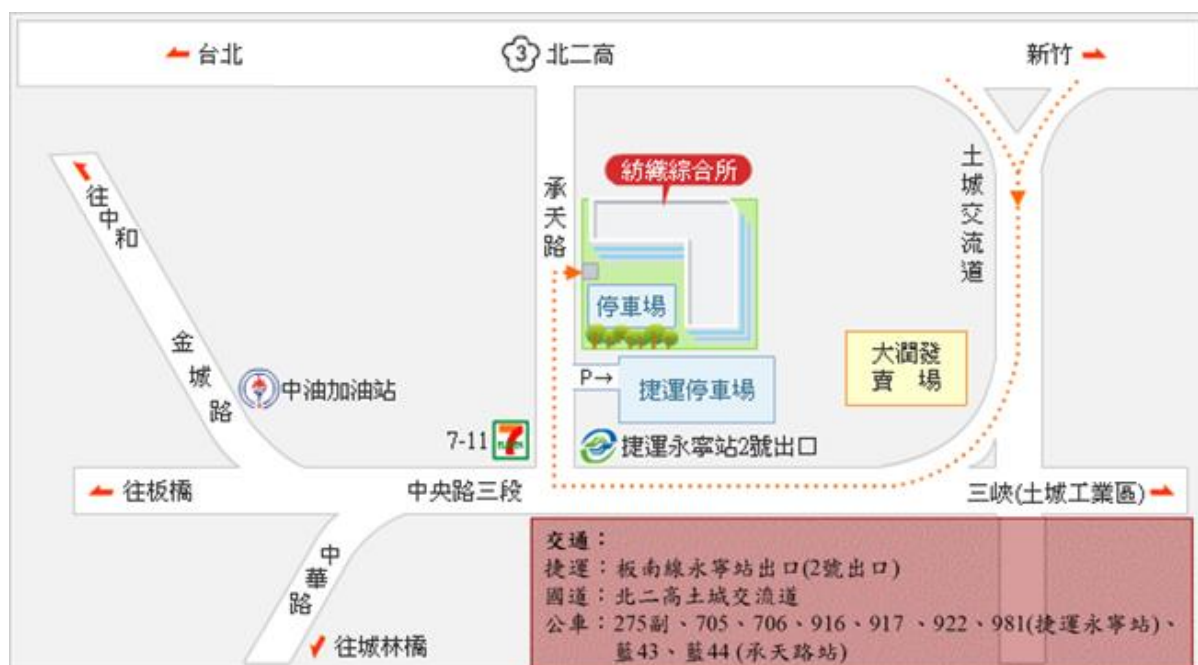 台北
3 北二高
新竹
往中和
承天路
紡織綜合所
土城交流道
停車場
金城路
中油加油站
大潤發
賣 場
P→
捷運停車場
7-11
7
捷運永寧站2號出口
往板橋
中央路三段
三峽(土城工業區)
中華路
往城林橋
交通：
捷運：板南線永寧站出口(2號出口)
國道：北二高土城交流道
公車：275副、705、706、916、917 、922、981(捷運永寧站)、
藍43、藍44 (承天路站)